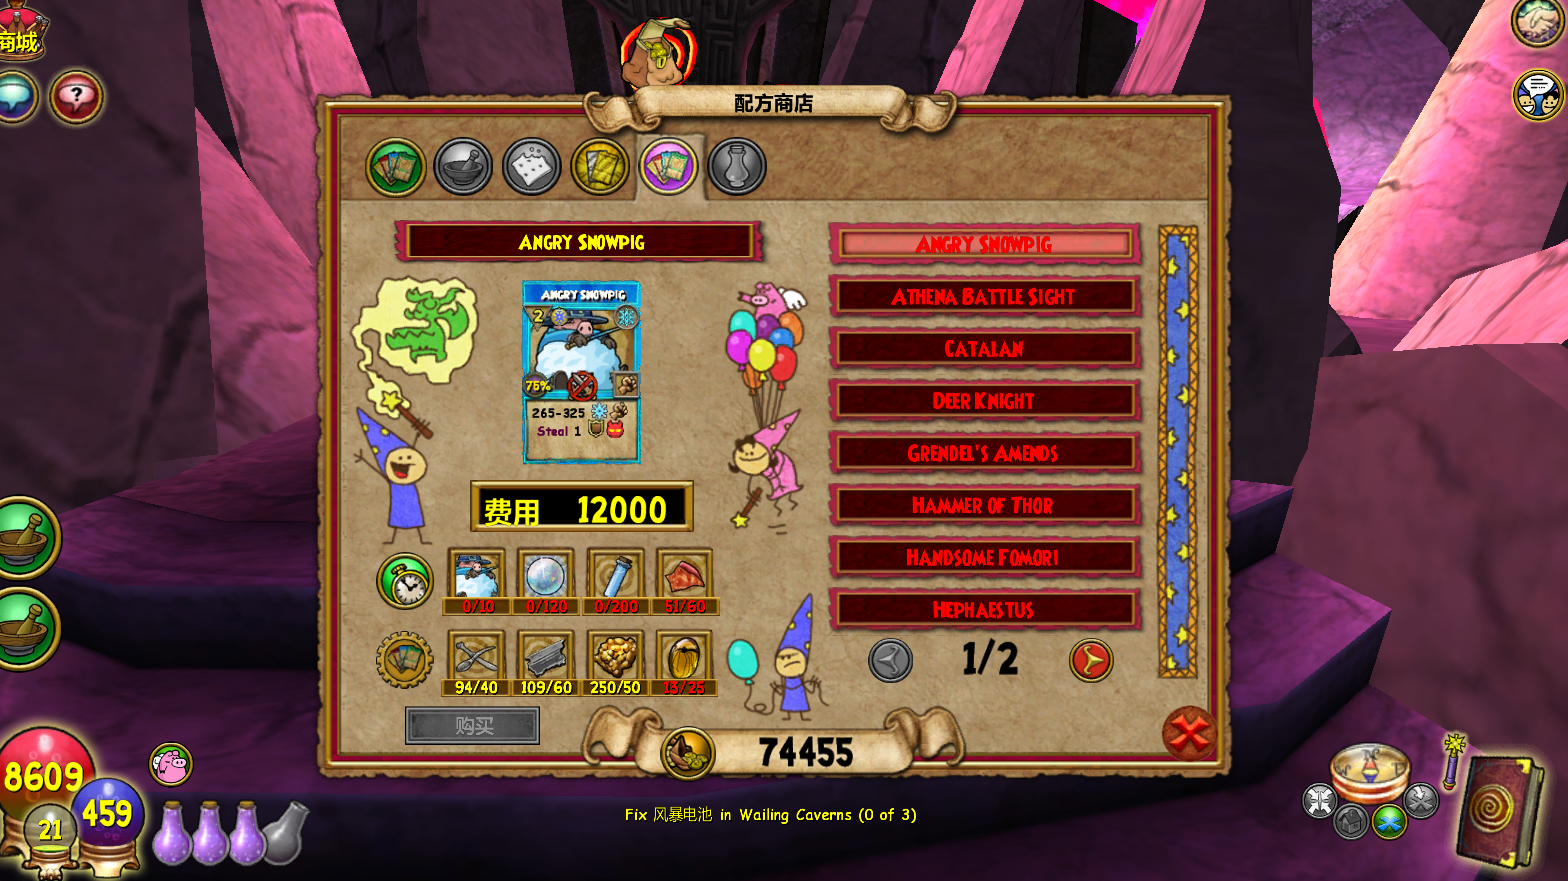 商城
?
配方商店
ANGRY SNOWPIG
ANGRY SNOWPIG
2
75%
265-325
Steal 1
费用 12000
0/10 0/120 0/200 51/60
94/40 109/60 250/50 13/25
购买
ANGRY SNOWPIG
ATHENA BATTLE SIGHT
CATALAN
DEER KNIGHT
GRENDEL'S AMENDS
HAMMER OF THOR
HANDSOME FOMORI
HEPHAESTUS
1/2
74455
8609
459
21
Fix 风暴电池 in Wailing Caverns (0 of 3)